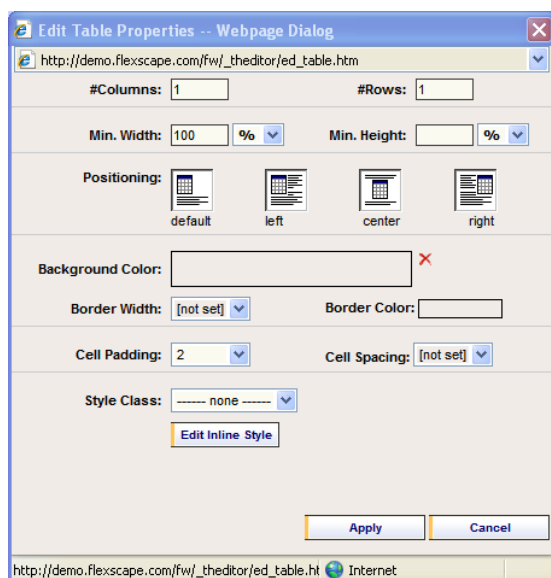 Edit Table Properties -- Webpage Dialog
http://demo.flexscape.com/fw/_theditor/ed_table.htm
#Columns: 1 #Rows: 1
Min. Width: 100 % Min. Height: %
Positioning:
default left center right
Background Color:
Border Width: [not set] Border Color:
Cell Padding: 2 Cell Spacing: [not set]
Style Class: ------ none ------
Edit Inline Style
Apply Cancel
http://demo.flexscape.com/fw/_theditor/ed_table.ht Internet